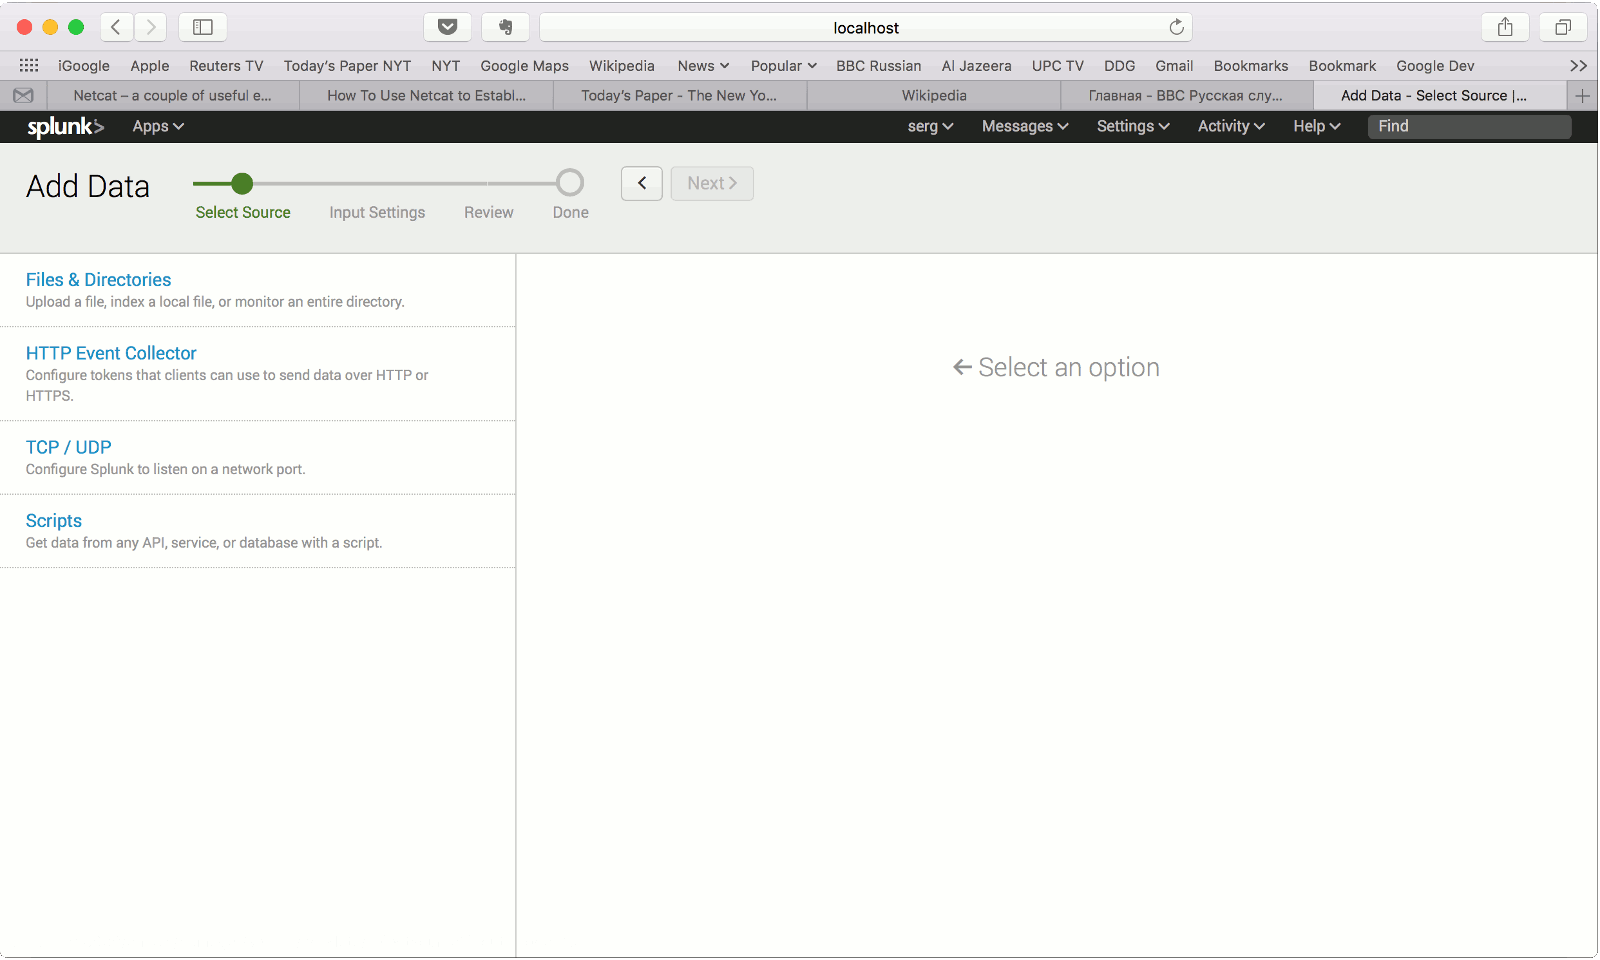 localhost
iGoogle Apple Reuters TV Today's Paper NYT NYT Google Maps Wikipedia News Popular BBC Russian Al Jazeera UPC TV DDG Gmail Bookmarks Bookmark Google Dev
Netcat – a couple of useful e... How To Use Netcat to Establ... Today's Paper - The New Yo... Wikipedia Главная - BBC Русская слу... Add Data - Select Source |...
splunk> Apps serg Messages Settings Activity Help Find
Add Data < Next >
Select Source Input Settings Review Done
Files & Directories
Upload a file, index a local file, or monitor an entire directory.
HTTP Event Collector
Configure tokens that clients can use to send data over HTTP or
HTTPS.
TCP / UDP
Configure Splunk to listen on a network port.
Scripts
Get data from any API, service, or database with a script.
← Select an option